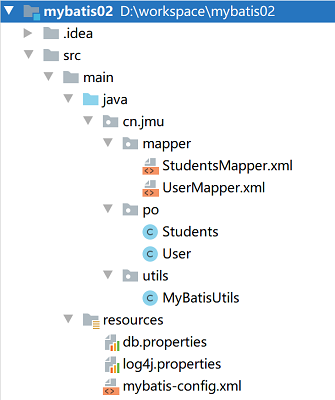 mybatis02 D:\workspace\mybatis02
.idea
src
main
java
cn.jmu
mapper
StudentsMapper.xml
UserMapper.xml
po
Students
User
utils
MyBatisUtils
resources
db.properties
log4j.properties
mybatis-config.xml